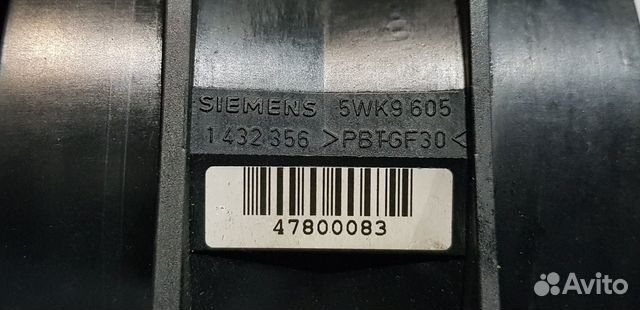 SIEMENS 5WK9 605
1 432 356 >PBT-GF30<
47800083
Avito